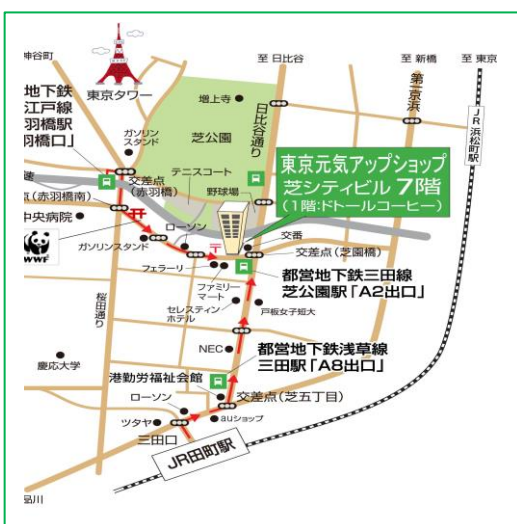 神谷町
至 日比谷
至 新橋
至 東京
東京タワー
増上寺
日比谷通り
第一京浜
JR浜松町駅
地下鉄
江戸線
羽橋駅
羽橋口」
ガソリン
スタンド
芝公園
テニスコート
野球場
東京元気アップショップ
芝シティビル 7階
(1階:ドトールコーヒー)
速
交差点
(赤羽橋)
点(赤羽橋南)
中央病院
WWF
ガソリンスタンド
ローソン
〒
交番
交差点(芝園橋)
フェラーリ
ファミリー
マート
都営地下鉄三田線
芝公園駅「A2出口」
桜田通り
セレスティン
ホテル
戸板女子短大
NEC
都営地下鉄浅草線
三田駅「A8出口」
慶応大学
港勤労福祉会館
交差点(芝五丁目)
ローソン
auショップ
ツタヤ
三田口
JR田町駅
品川